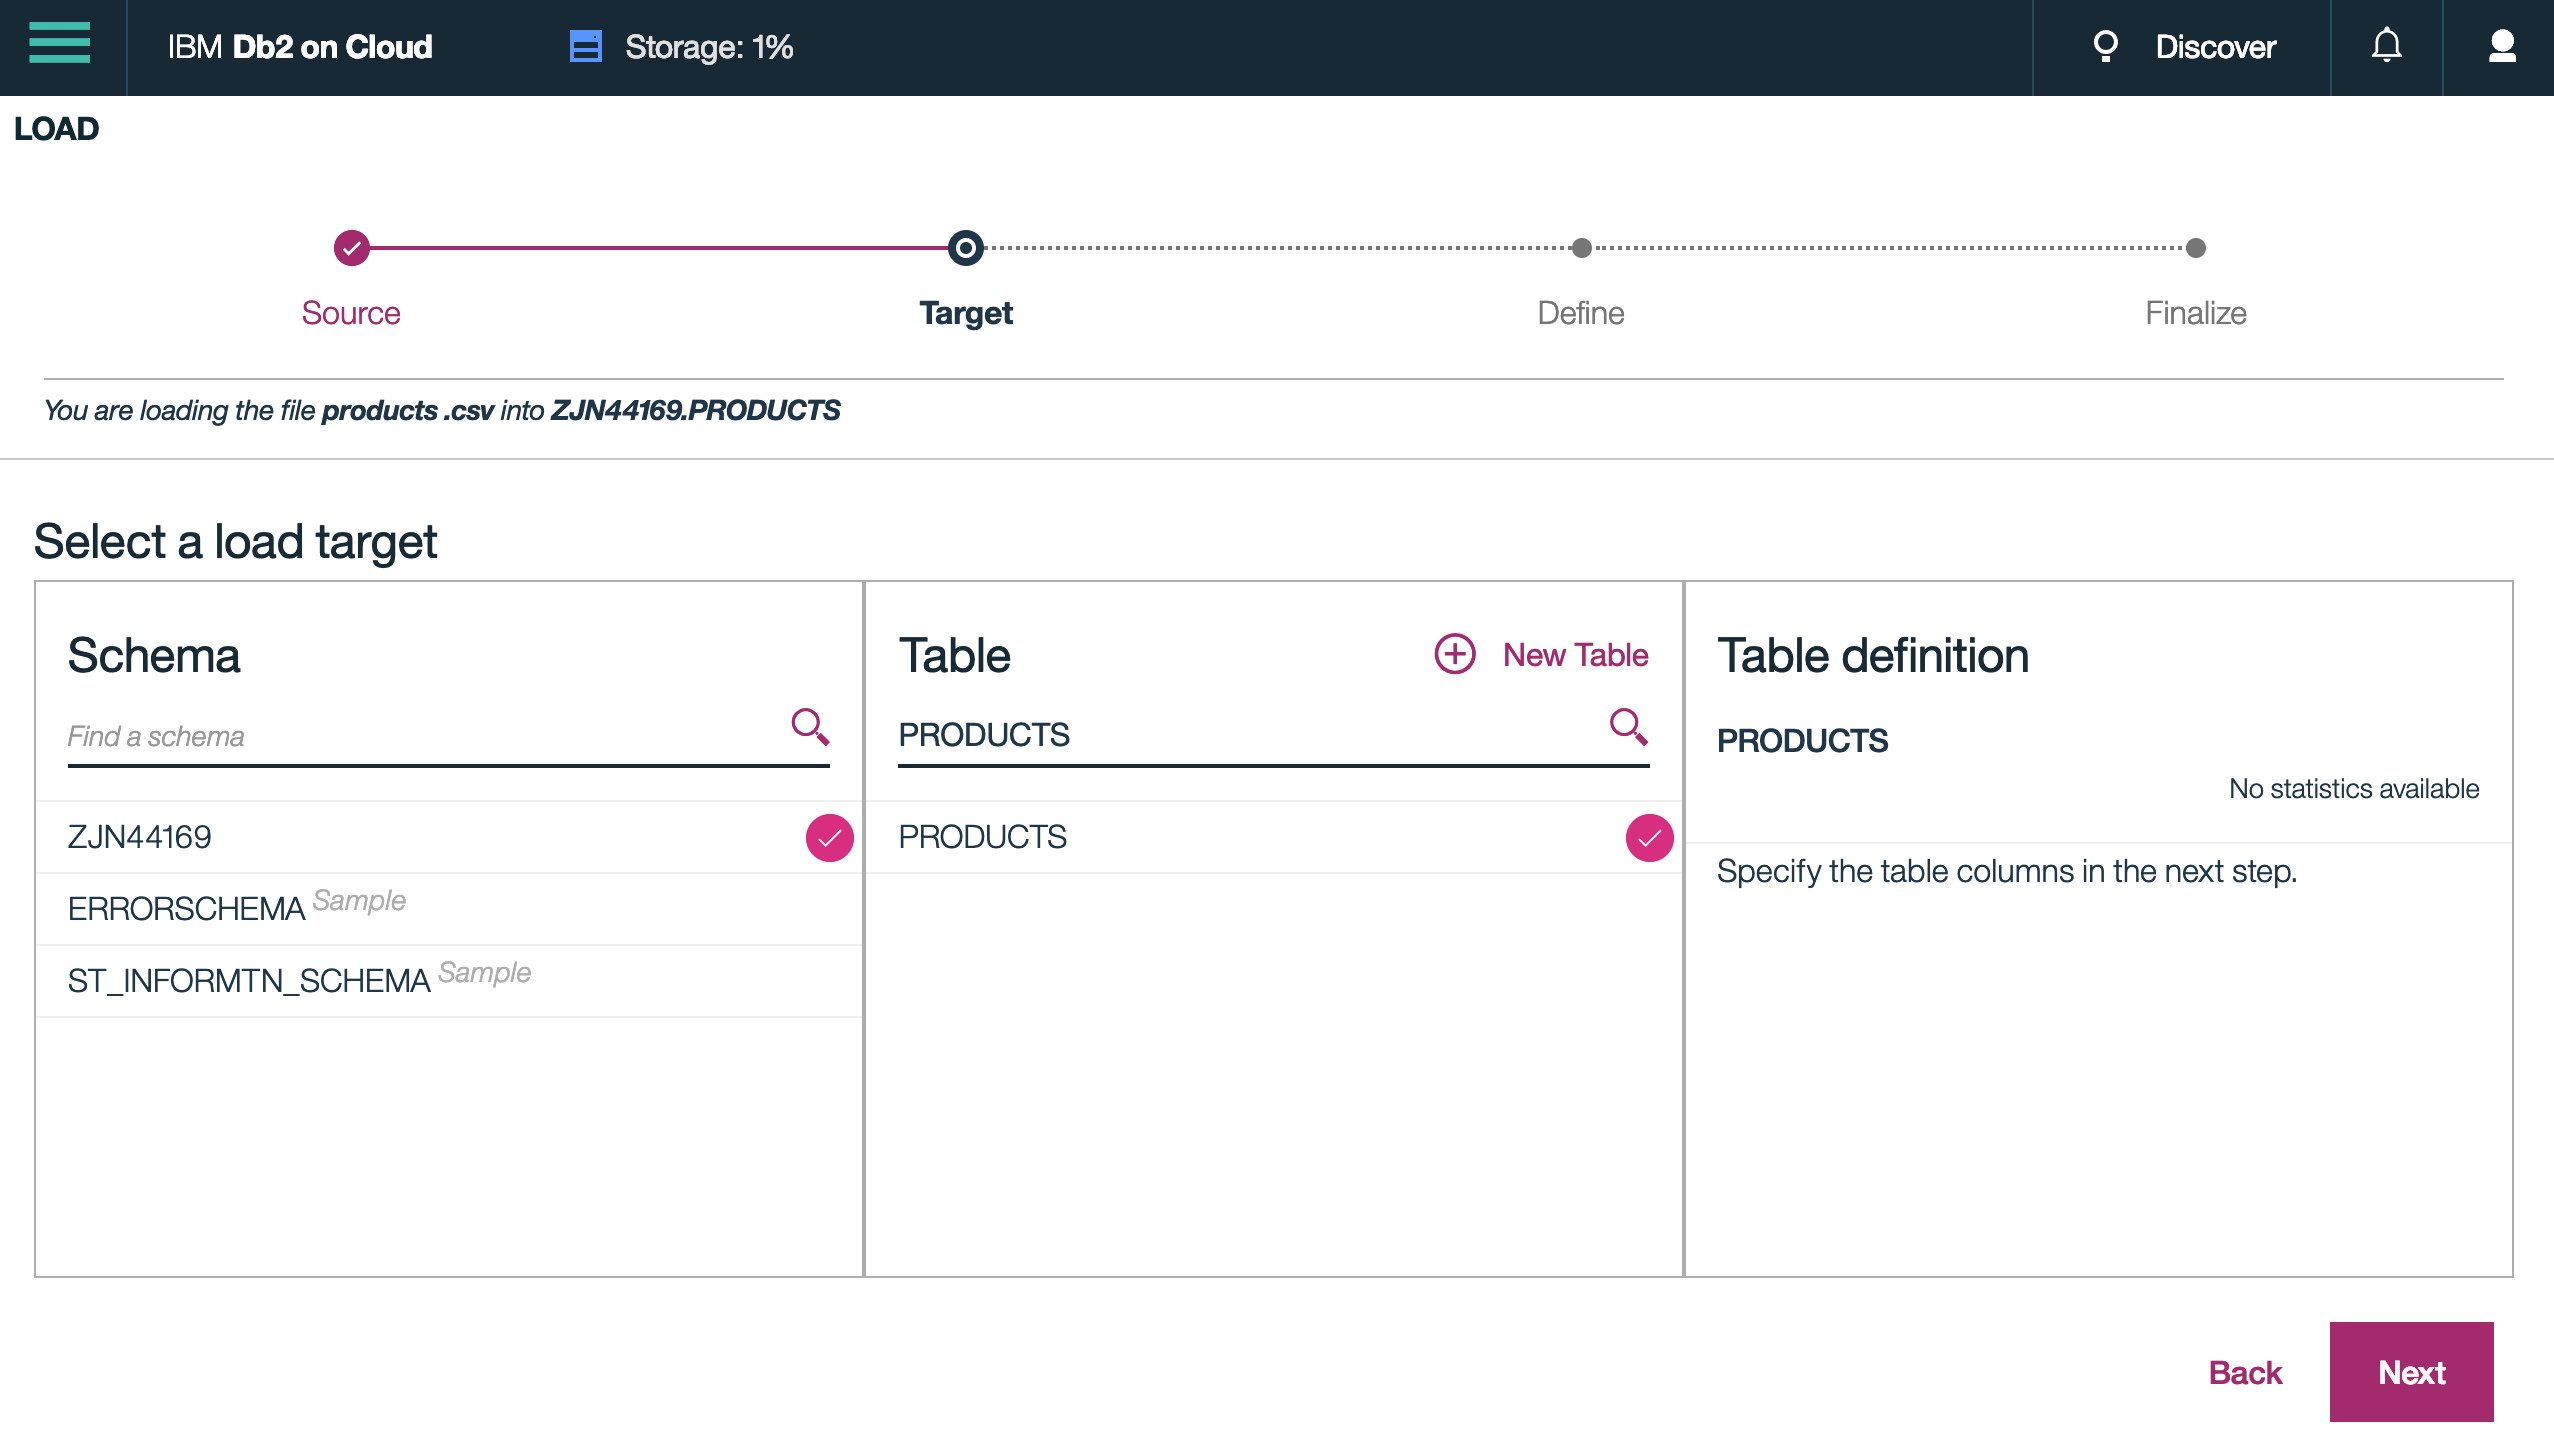 IBM Db2 on Cloud
Storage: 1%
Discover
LOAD
Source
Target
Define
Finalize
You are loading the file products .csv into ZJN44169.PRODUCTS
Select a load target
Schema
Find a schema
ZJN44169
ERRORSCHEMA Sample
ST_INFORMTN_SCHEMA Sample
Table
New Table
PRODUCTS
PRODUCTS
Table definition
PRODUCTS
No statistics available
Specify the table columns in the next step.
Back
Next